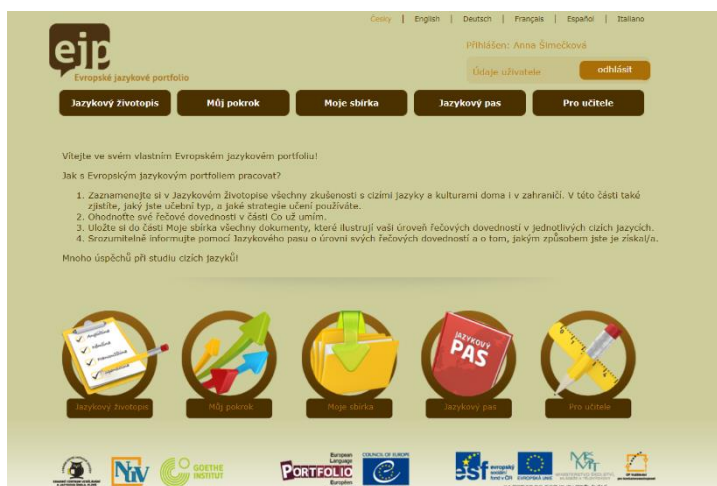 Česky | English | Deutsch | Français | Español | Italiano
ejp
Evropské jazykové portfolio
Přihlášen: Anna Šimečková
Údaje uživatele
odhlásit
Jazykový životopis
Můj pokrok
Moje sbírka
Jazykový pas
Pro učitele
Vítejte ve svém vlastním Evropském jazykovém portfoliu!
Jak s Evropským jazykovým portfoliem pracovat?
1. Zaznamenejte si v Jazykovém životopise všechny zkušenosti s cizími jazyky a kulturami doma i v zahraničí. V této části také
zjistíte, jaký jste učební typ, a jaké strategie učení používáte.
2. Ohodnoťte své řečové dovednosti v části Co už umím.
3. Uložte si do části Moje sbírka všechny dokumenty, které ilustrují vaši úroveň řečových dovedností v jednotlivých cizích jazycích.
4. Srozumitelně informujte pomocí Jazykového pasu o úrovni svých řečových dovedností a o tom, jakým způsobem jste je získal/a.
Mnoho úspěchů při studiu cizích jazyků!
JAZYKOVÝ
PAS
Jazykový životopis
Můj pokrok
Moje sbírka
Jazykový pas
Pro učitele
NÚV
GOETHE
INSTITUT
European
Language
PORTFOLIO
Européen
COUNCIL OF EUROPE
esf
evropský
sociální
fond v ČR
EVROPSKÁ UNIE